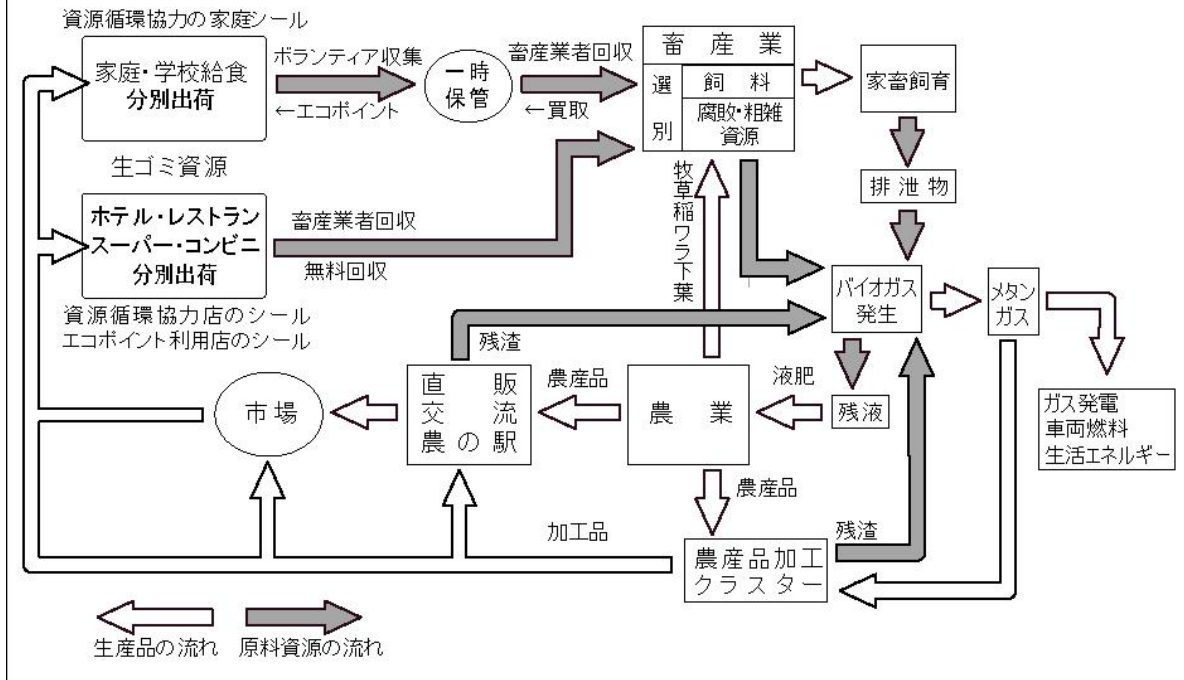 資源循環協力の家庭シール
家庭・学校給食
分別出荷
ボランティア収集
←エコポイント
一時
保管
畜産業者回収
←買取
畜産業
選別
飼料
腐敗・粗雑
資源
家畜飼育
排泄物
生ゴミ資源
ホテル・レストラン
スーパー・コンビニ
分別出荷
畜産業者回収
無料回収
資源循環協力店のシール
エコポイント利用店のシール
牧草稲ワラ下葉
バイオガス
発生
メタン
ガス
残渣
市場
直販
交流
農の駅
農産品
農業
液肥
残液
ガス発電
車両燃料
生活エネルギー
農産品
加工品
農産品加工
クラスター
残渣
生産品の流れ
原料資源の流れ